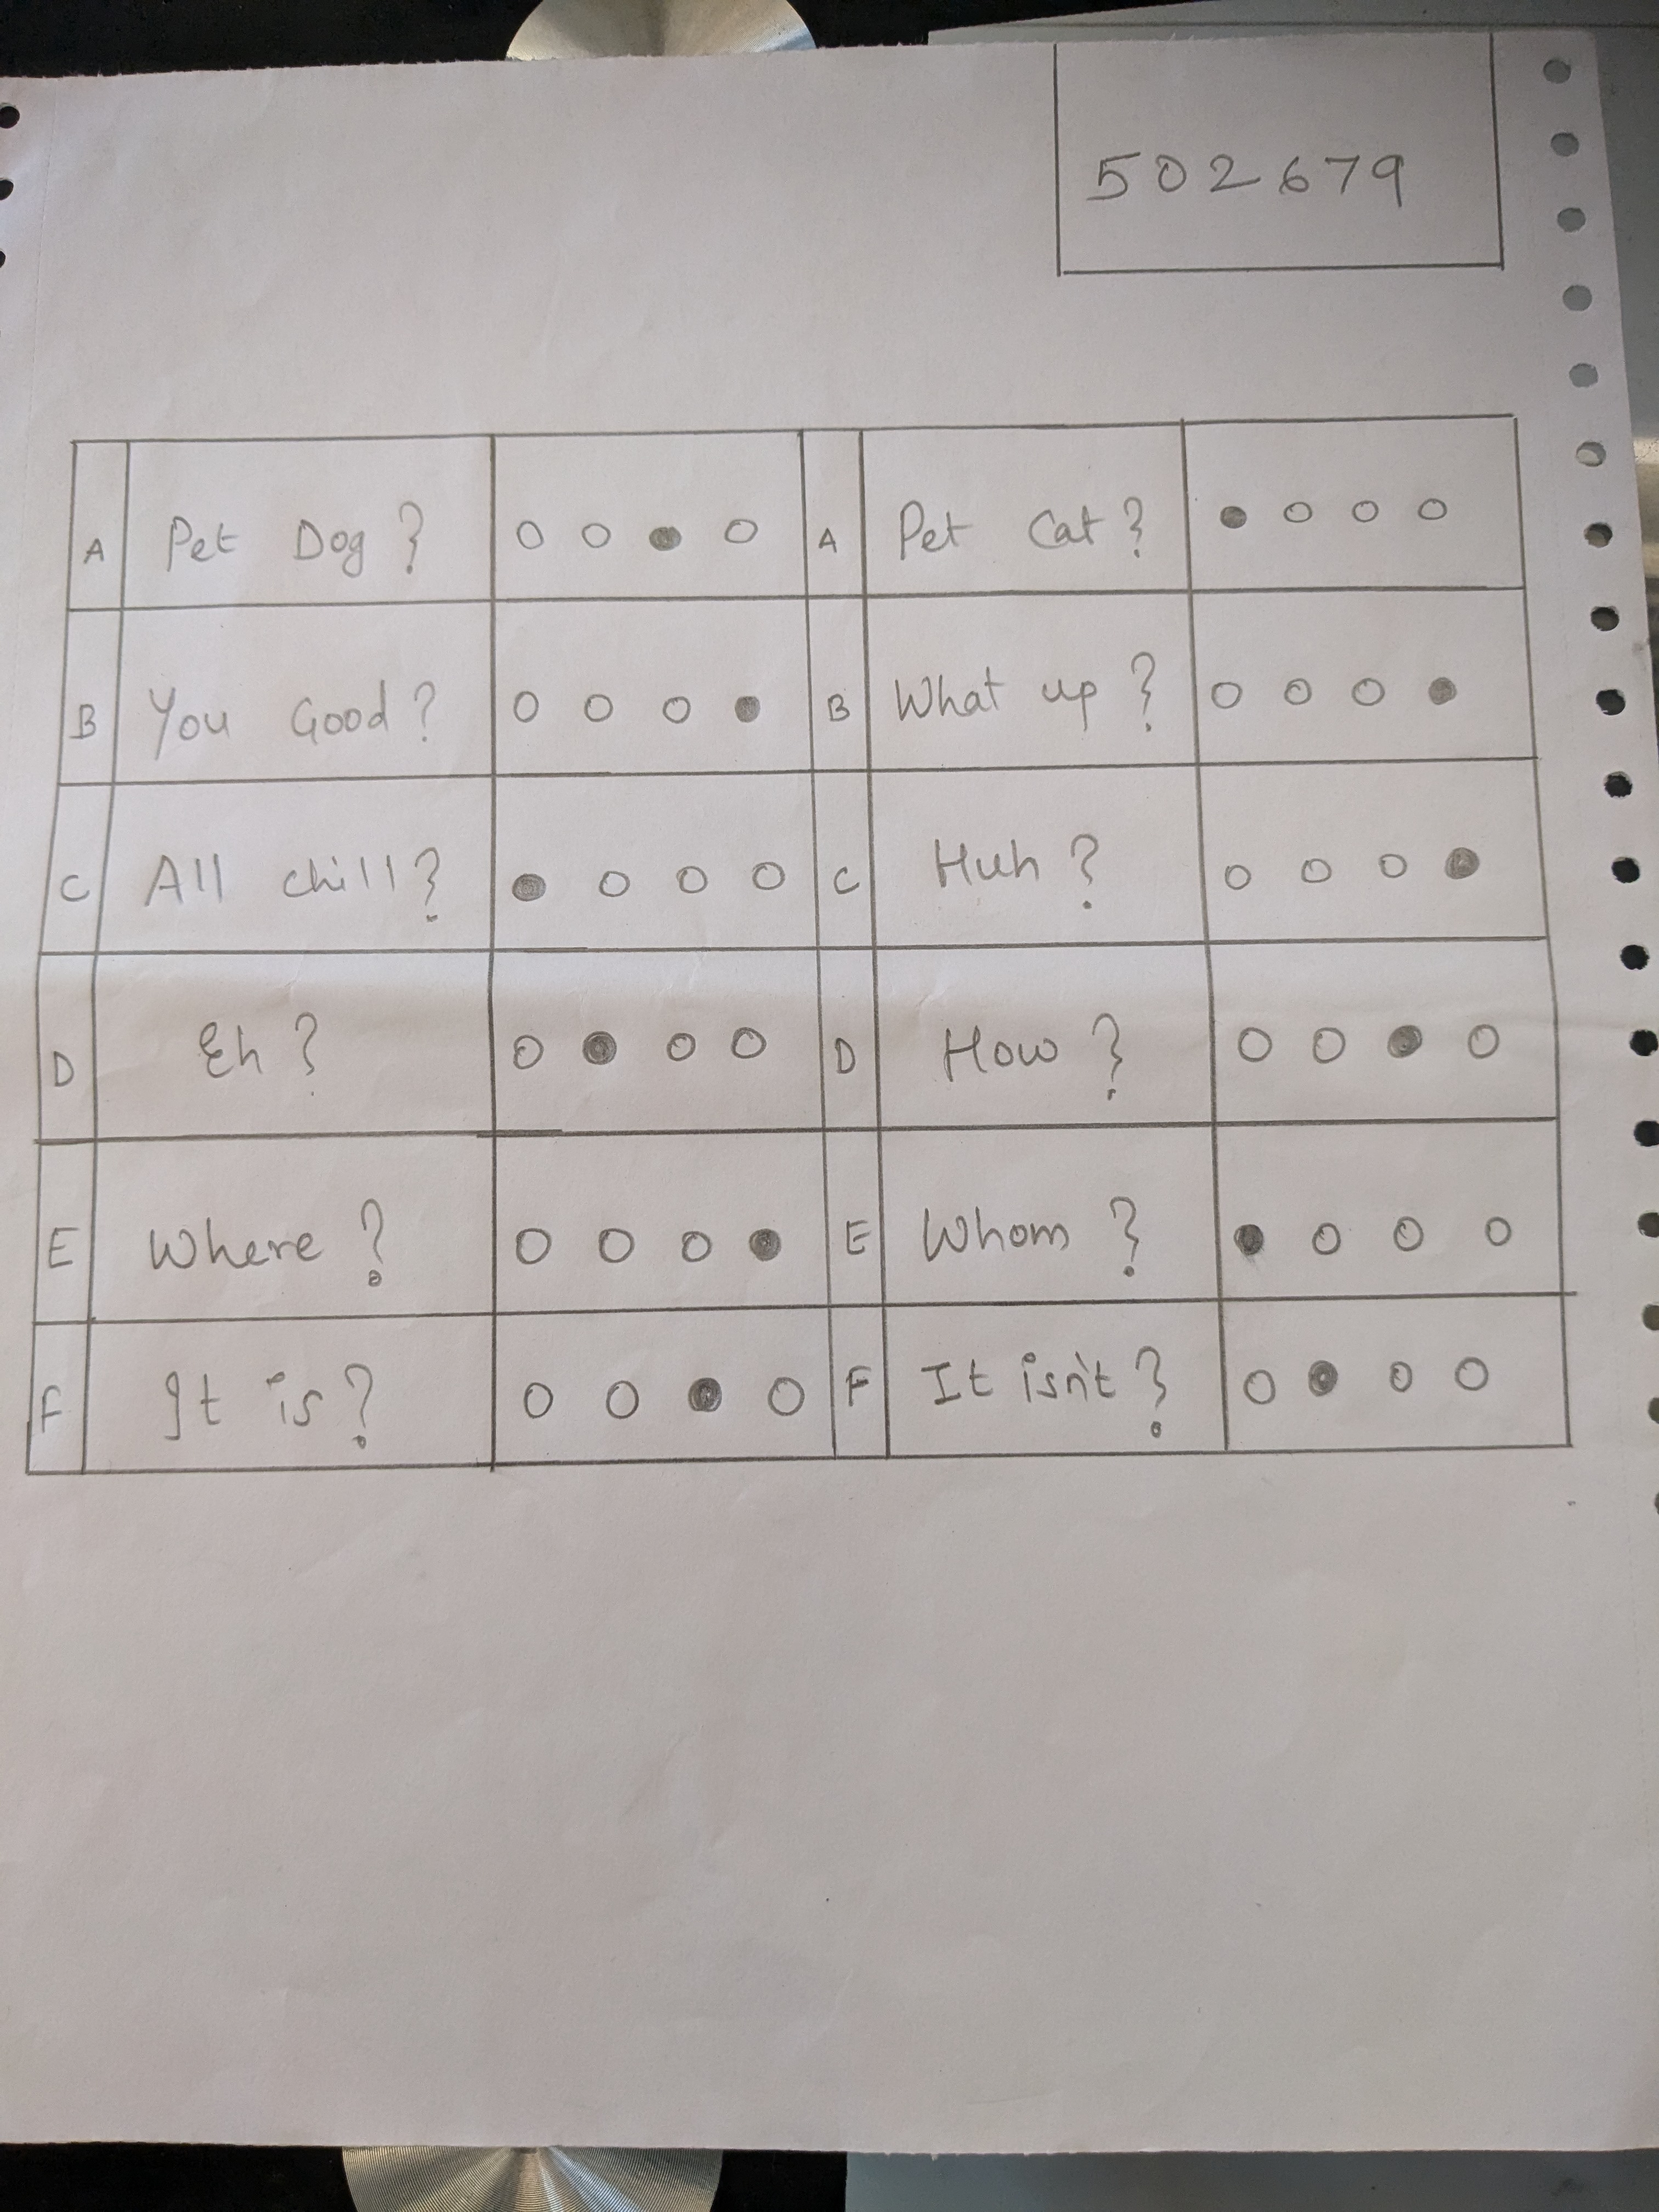 502679
A Pet Dog? A Pet Cat?
B You Good? B What up?
C All chill? C Huh?
D Eh? D How?
E Where? E Whom?
F It is? F It isn't?